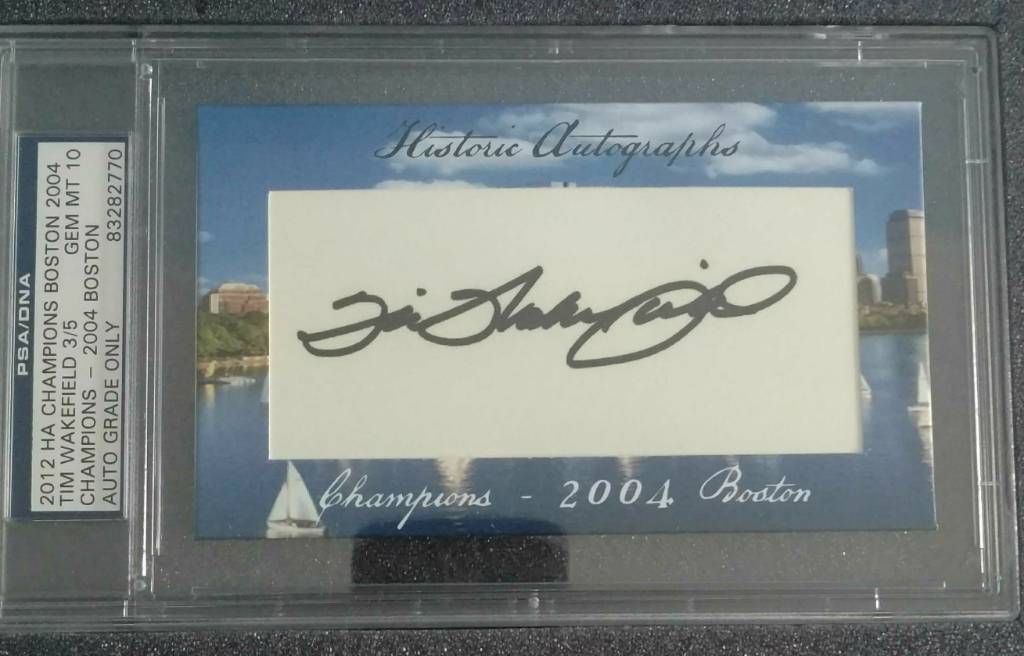 PSA/DNA
2012 HA CHAMPIONS BOSTON 2004
TIM WAKEFIELD 3/5 GEM MT 10
CHAMPIONS - 2004 BOSTON
AUTO GRADE ONLY 83282770
Historic Autographs
Tim Wakefield
Champions - 2004 Boston